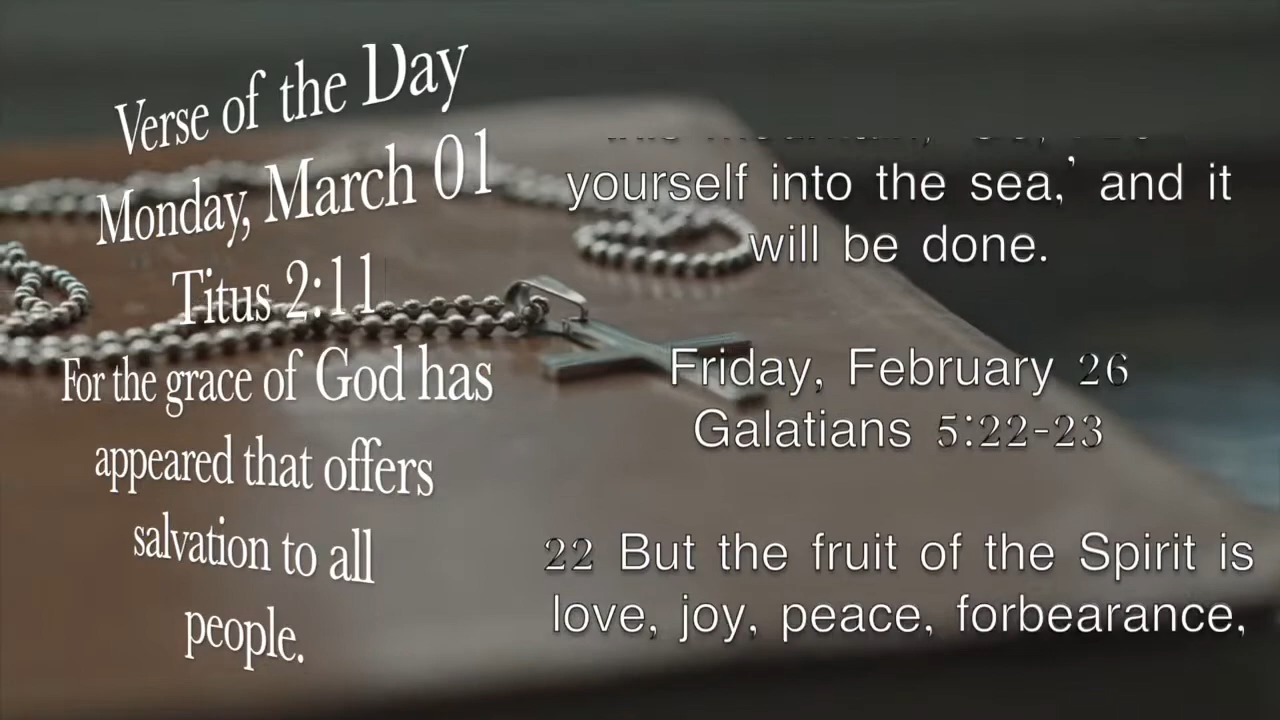 Verse of the Day
Monday, March 01
Titus 2:11
For the grace of God has
appeared that offers
salvation to all
people.
yourself into the sea,’ and it
will be done.
Friday, February 26
Galatians 5:22-23
22 But the fruit of the Spirit is
love, joy, peace, forbearance,